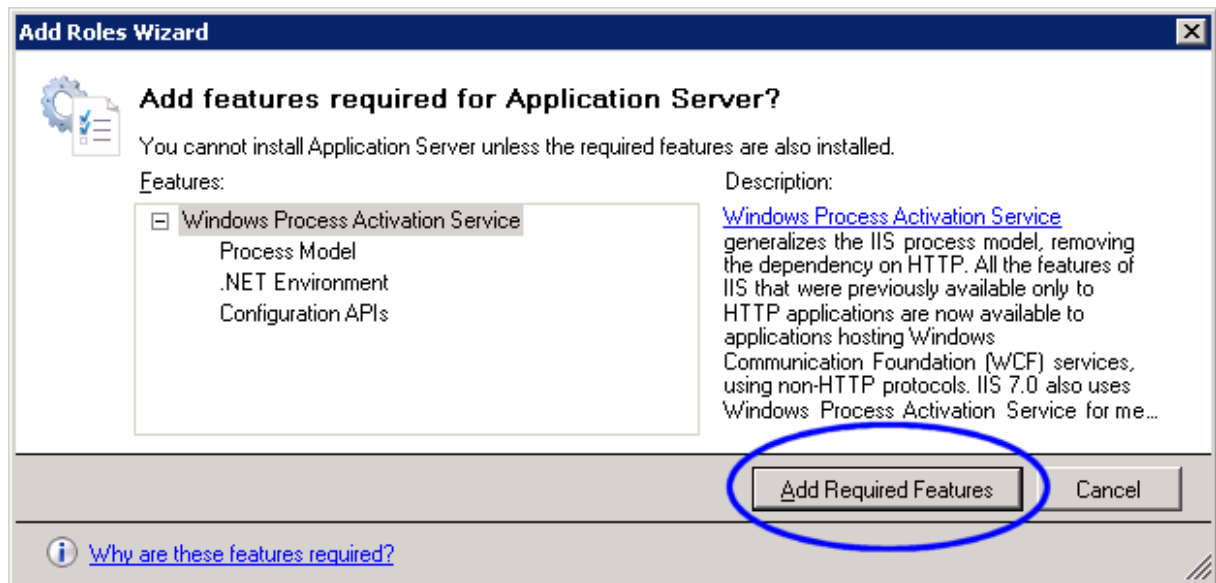 Add Roles Wizard
Add features required for Application Server?
You cannot install Application Server unless the required features are also installed.
Features:
Windows Process Activation Service
Process Model
.NET Environment
Configuration APIs
Description:
Windows Process Activation Service
generalizes the IIS process model, removing
the dependency on HTTP. All the features of
IIS that were previously available only to
HTTP applications are now available to
applications hosting Windows
Communication Foundation (WCF) services,
using non-HTTP protocols. IIS 7.0 also uses
Windows Process Activation Service for me...
Add Required Features
Cancel
Why are these features required?